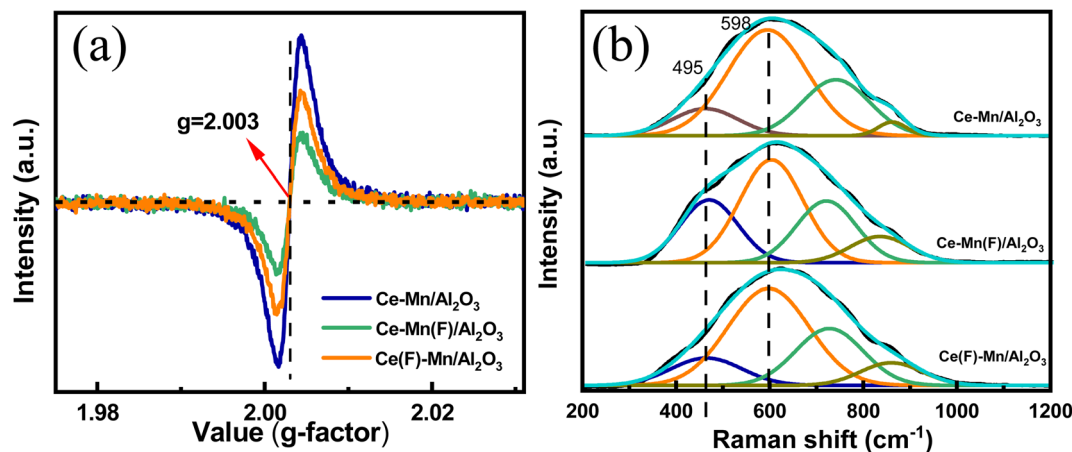 (a)
g=2.003
Intensity (a.u.)
Ce-Mn/Al₂O₃
Ce-Mn(F)/Al₂O₃
Ce(F)-Mn/Al₂O₃
1.98 2.00 2.02
Value (g-factor)
(b)
598
495
Intensity (a.u.)
Ce-Mn/Al₂O₃
Ce-Mn(F)/Al₂O₃
Ce(F)-Mn/Al₂O₃
200 400 600 800 1000 1200
Raman shift (cm⁻¹)